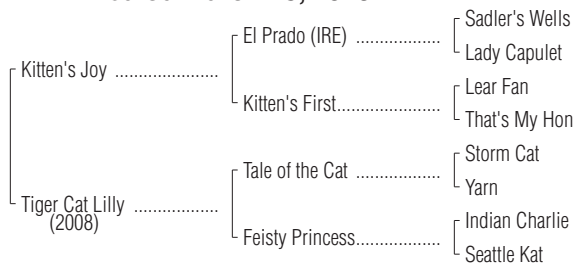 Sadler's Wells
El Prado (IRE) ...................
Lady Capulet
Kitten's Joy .......................
Lear Fan
Kitten's First.......................
That's My Hon
Storm Cat
Tale of the Cat ...................
Yarn
Tiger Cat Lilly ...................
(2008)
Indian Charlie
Feisty Princess...................
Seattle Kat